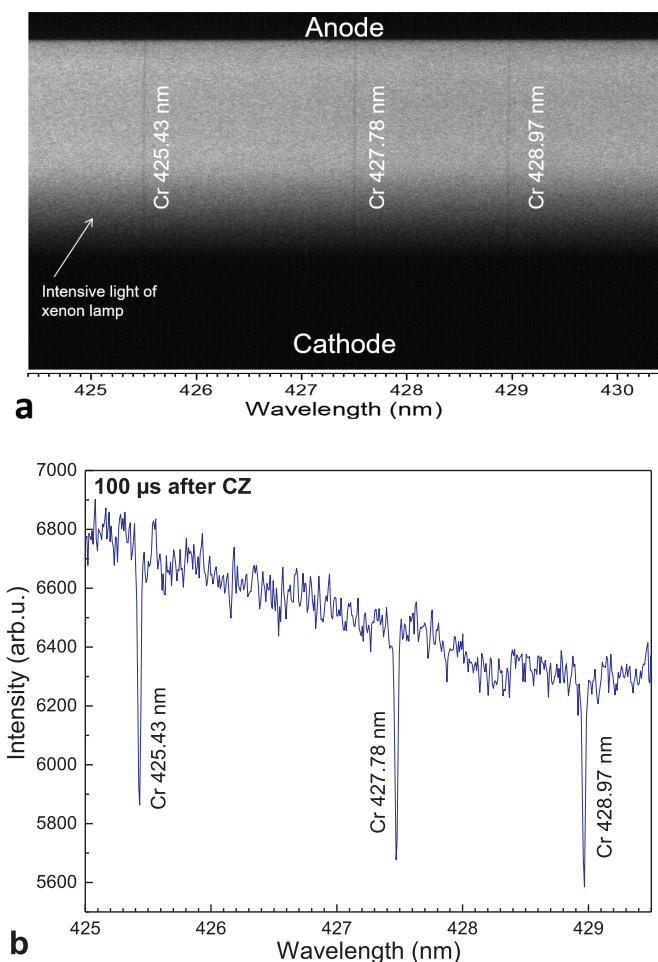 Anode
Cr 425.43 nm
Cr 427.78 nm
Cr 428.97 nm
Intensive light of
xenon lamp
Cathode
425 426 427 428 429 430
Wavelength (nm)
a
7000
100 μs after CZ
6800
6600
6400
6200
6000
5800
5600
Intensity (arb.u.)
Cr 425.43 nm
Cr 427.78 nm
Cr 428.97 nm
425 426 427 428 429
Wavelength (nm)
b